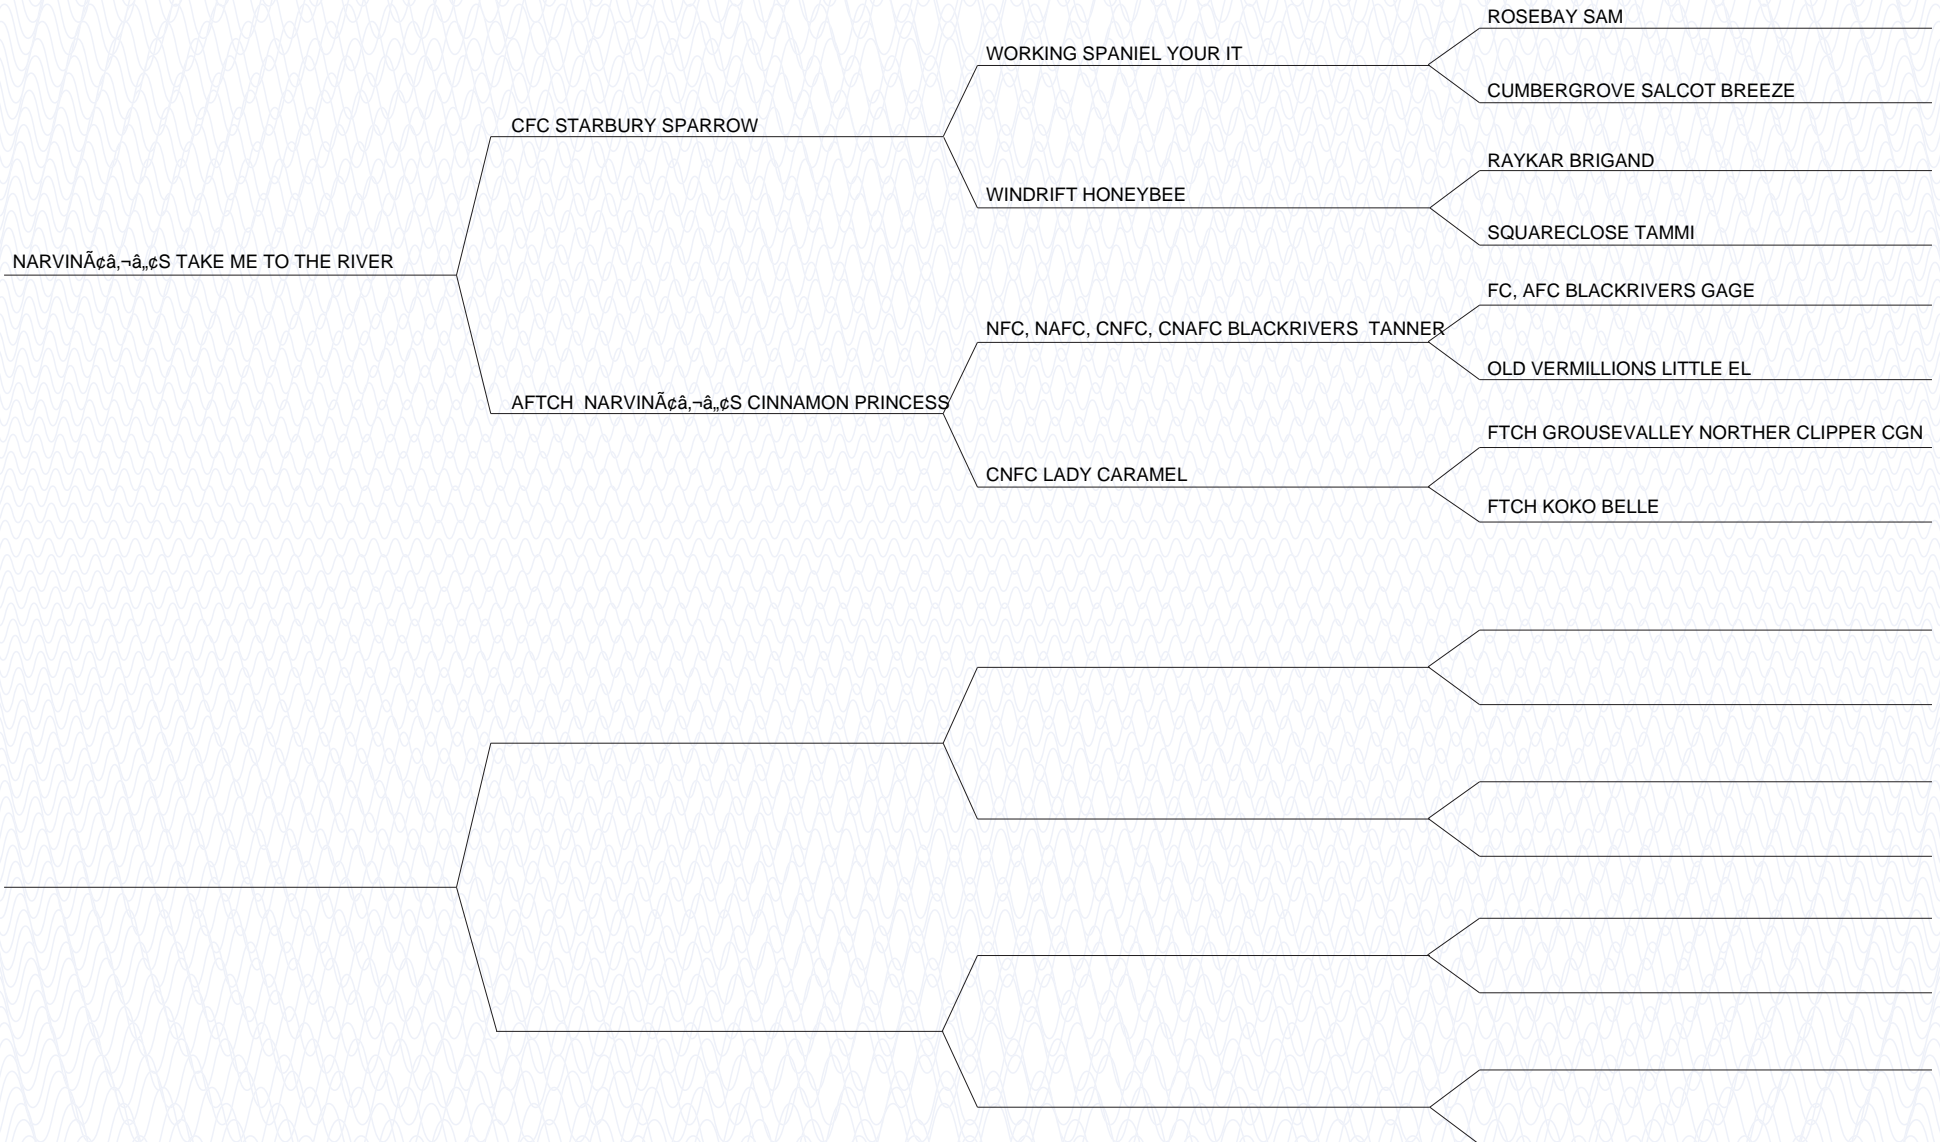 ROSEBAY SAM
WORKING SPANIEL YOUR IT
CUMBERGROVE SALCOT BREEZE
CFC STARBURY SPARROW
RAYKAR BRIGAND
WINDRIFT HONEYBEE
SQUARECLOSE TAMMI
NARVINÃ¢â‚¬â„¢S TAKE ME TO THE RIVER
FC, AFC BLACKRIVERS GAGE
NFC, NAFC, CNFC, CNAFC BLACKRIVERS  TANNER
OLD VERMILLIONS LITTLE EL
AFTCH  NARVINÃ¢â‚¬â„¢S CINNAMON PRINCESS
FTCH GROUSEVALLEY NORTHER CLIPPER CGN
CNFC LADY CARAMEL
FTCH KOKO BELLE